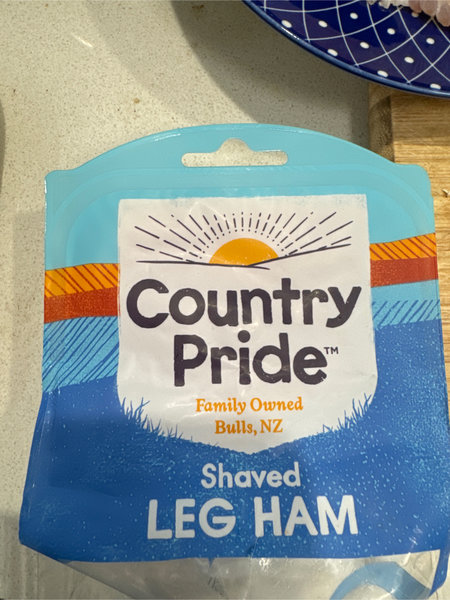 Country
Pride™
Family Owned
Bulls, NZ
Shaved
LEG HAM